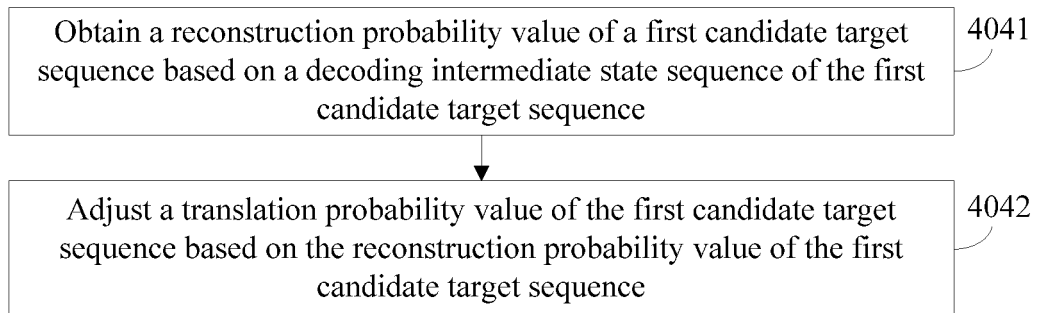 Obtain a reconstruction probability value of a first candidate target
sequence based on a decoding intermediate state sequence of the first
candidate target sequence
4041
Adjust a translation probability value of the first candidate target
sequence based on the reconstruction probability value of the first
candidate target sequence
4042